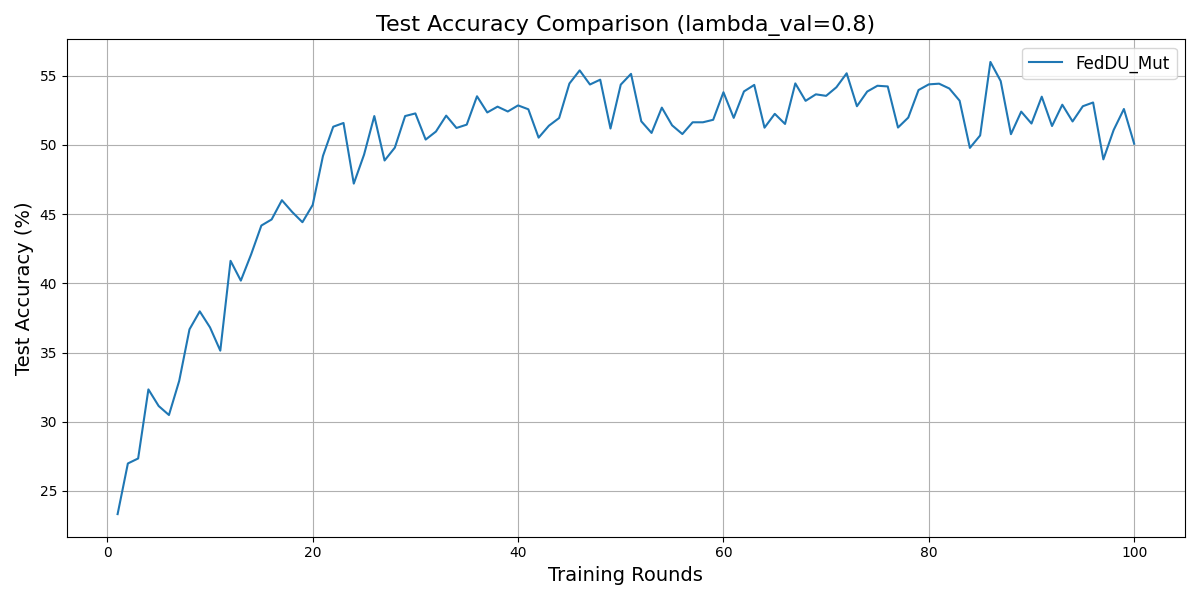 Test Accuracy Comparison (lambda_val=0.8)
FedDU_Mut
Test Accuracy (%)
55
50
45
40
35
30
25
0 20 40 60 80 100
Training Rounds